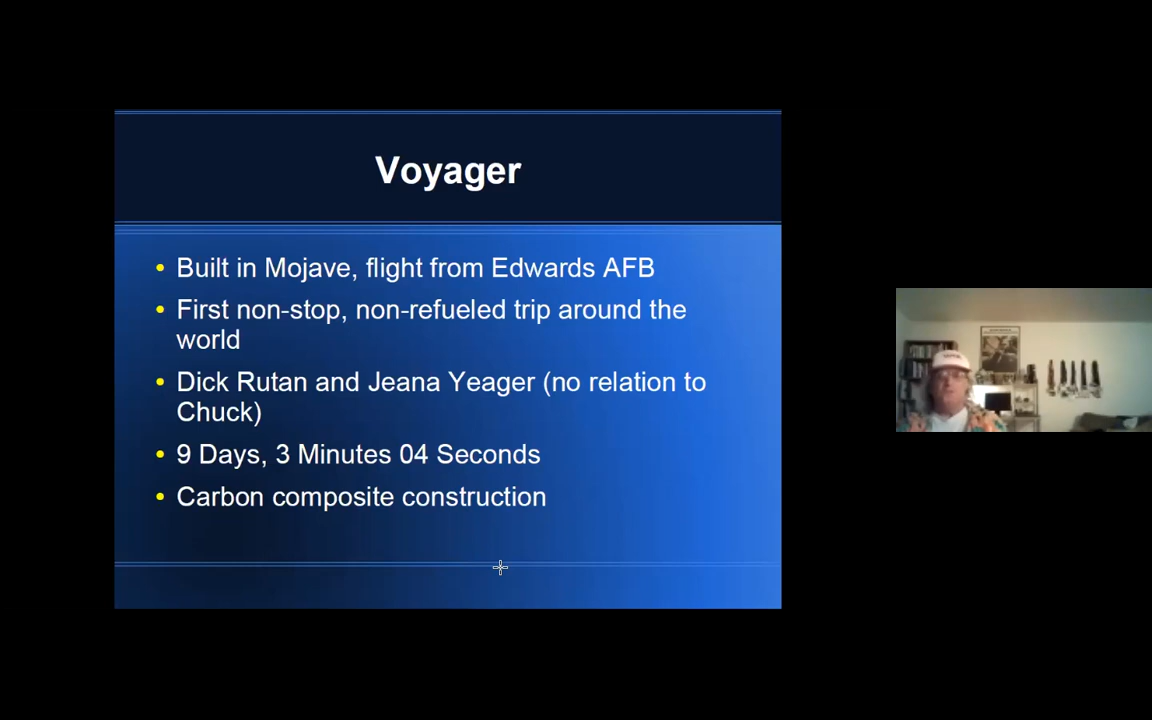 Voyager
• Built in Mojave, flight from Edwards AFB
• First non-stop, non-refueled trip around the
world
• Dick Rutan and Jeana Yeager (no relation to
Chuck)
• 9 Days, 3 Minutes 04 Seconds
• Carbon composite construction